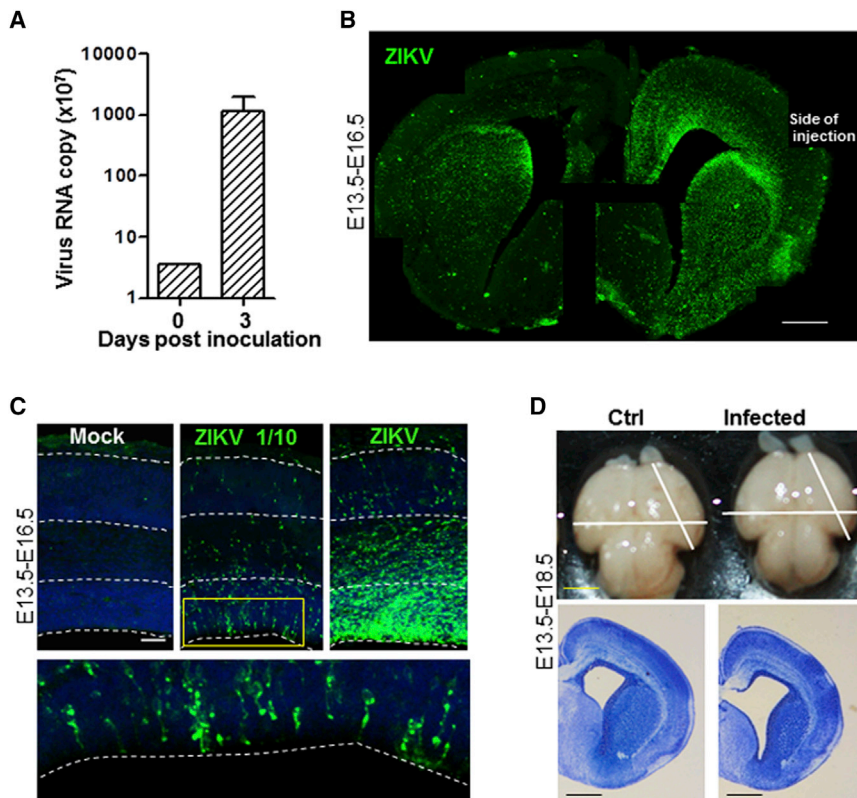 A
Virus RNA copy (x10⁷)
10000
1000
100
10
1
0 3
Days post inoculation
B
ZIKV
E13.5-E16.5
Side of
injection
C
Mock ZIKV 1/10 ZIKV
E13.5-E16.5
D
Ctrl Infected
E13.5-E18.5